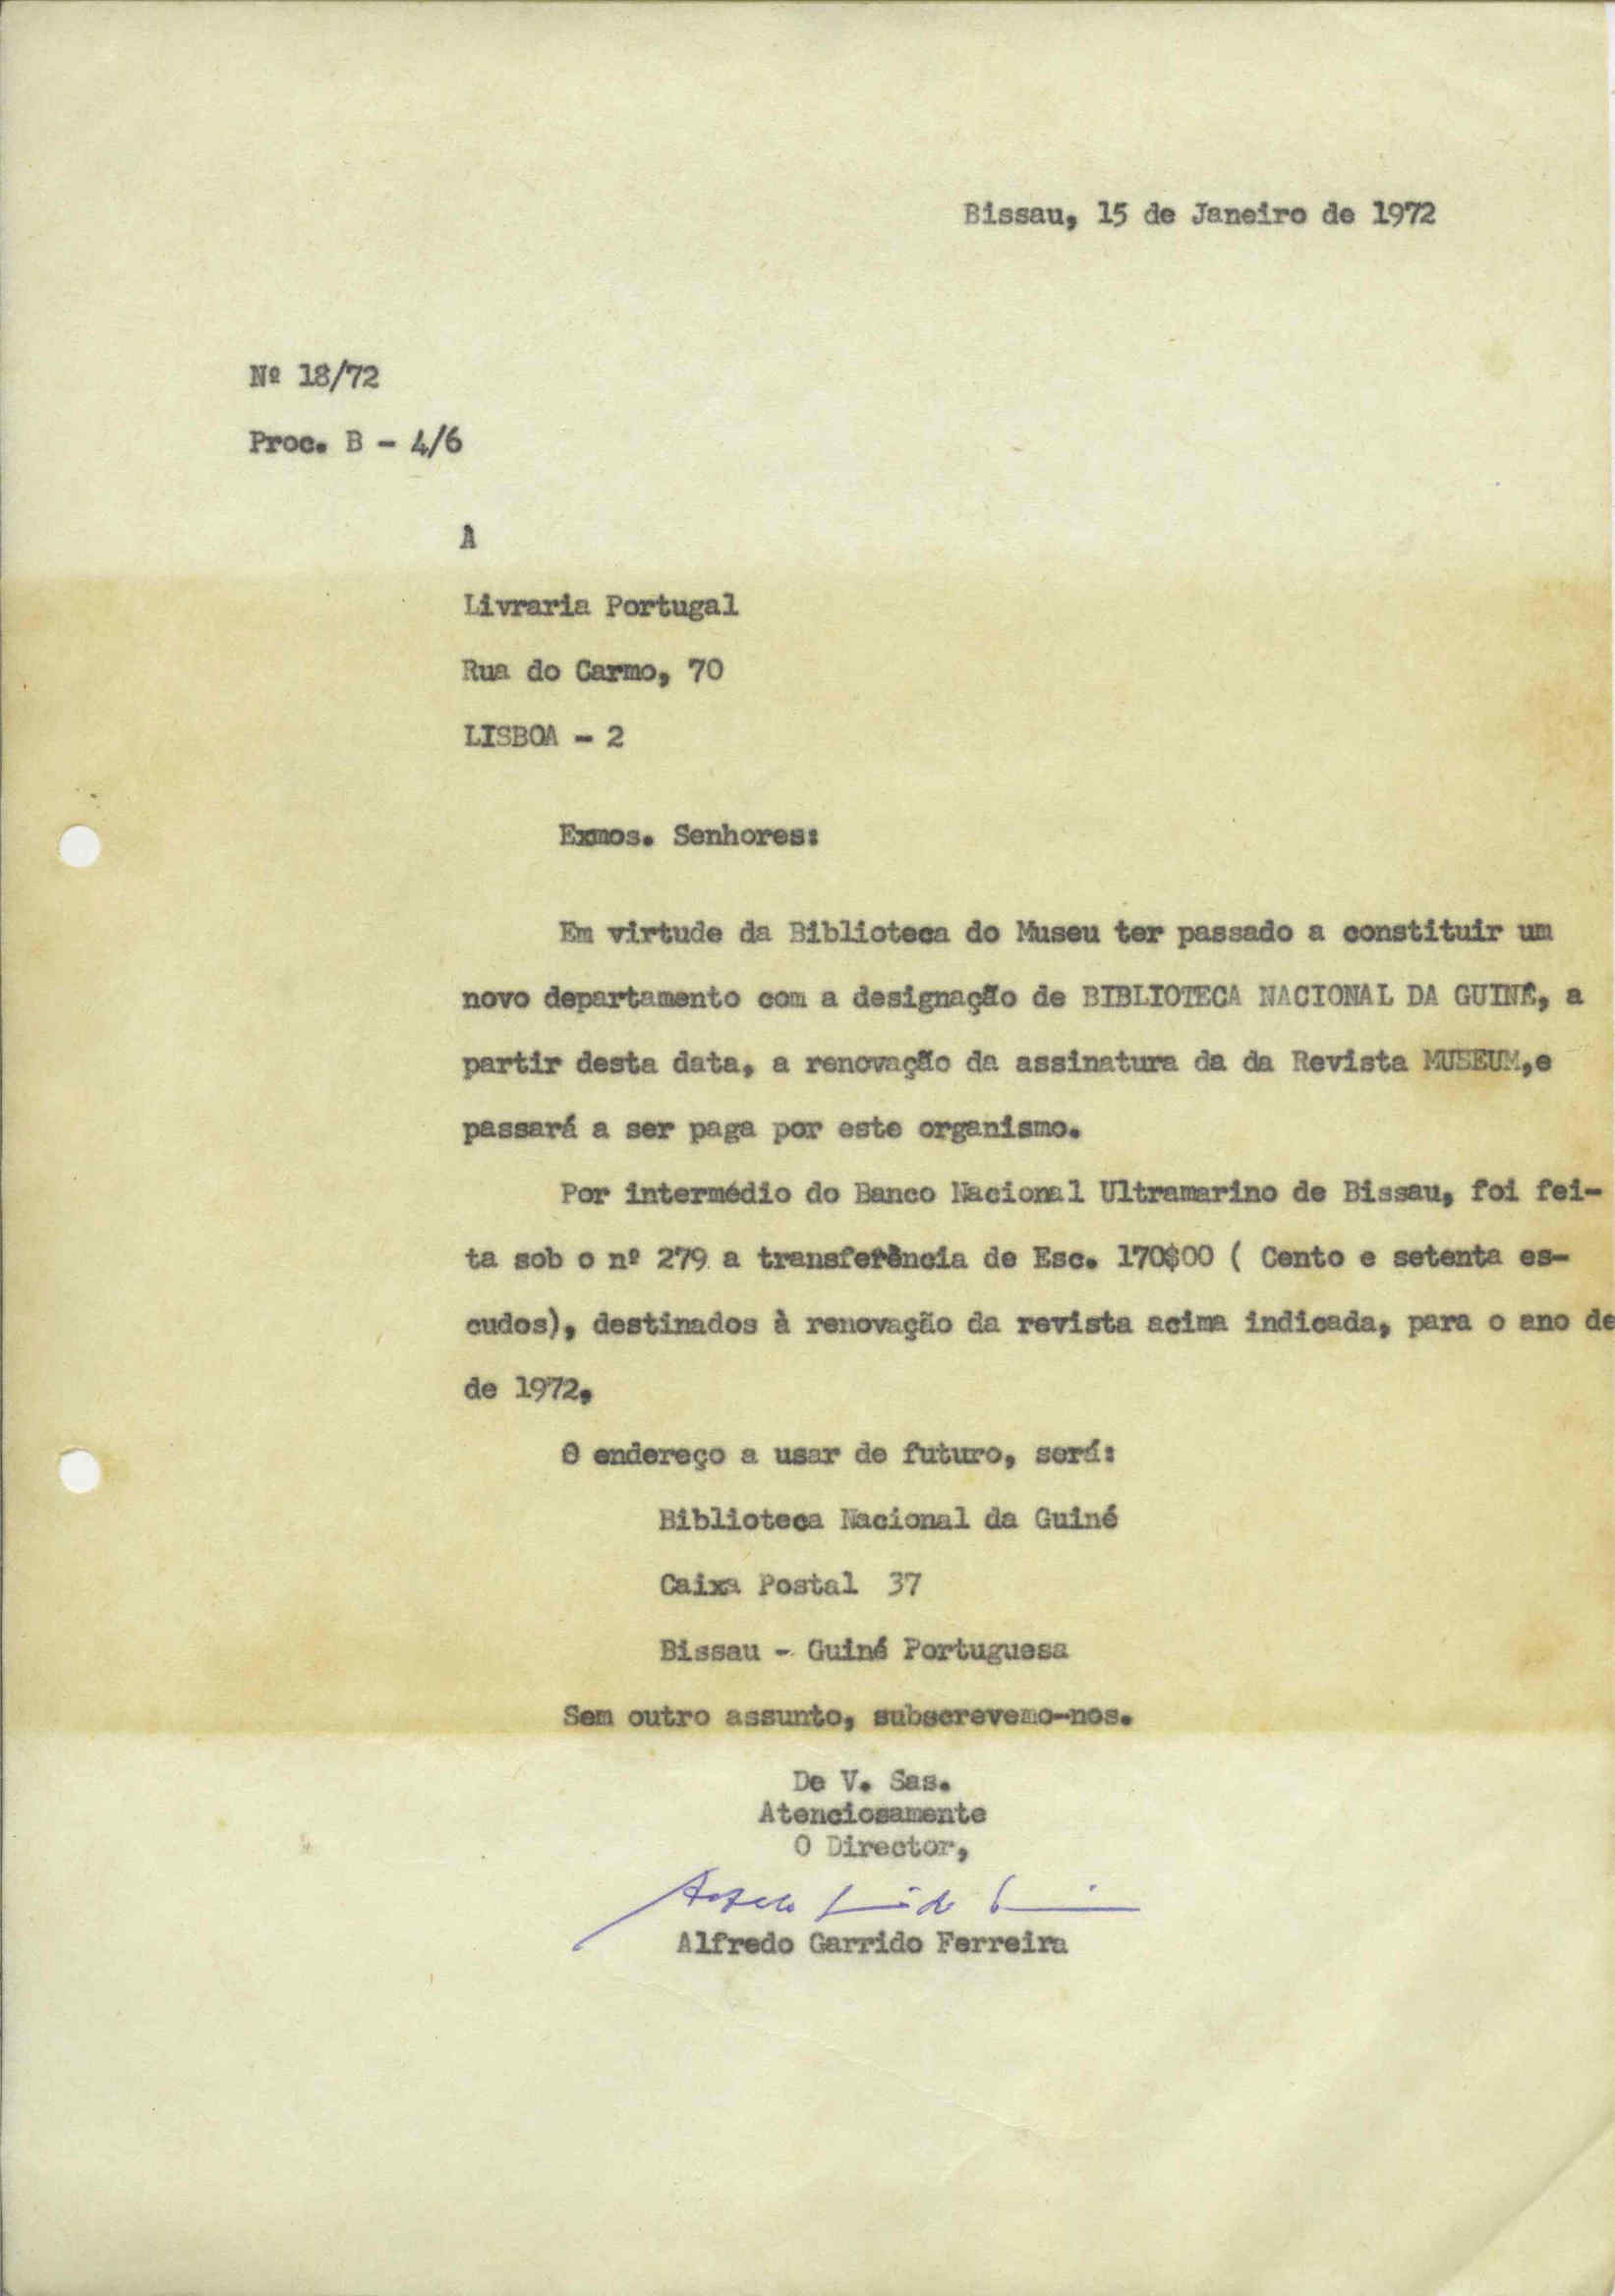 Bissau, 15 de Janeiro de 1972
Nº 18/72
Proc. B - 4/6
À
Livraria Portugal
Rua do Carmo, 70
LISBOA - 2
Exmos. Senhores:
Em virtude da Biblioteca do Museu ter passado a constituir um
novo departamento com a designação de BIBLIOTECA NACIONAL DA GUINÉ, a
partir desta data, a renovação da assinatura da da Revista MUSEUM,e
passará a ser paga por este organismo.
Por intermédio do Banco Nacional Ultramarino de Bissau, foi fei-
ta sob o nº 279 a transferência de Esc. 170$00 ( Cento e setenta es-
cudos), destinados à renovação da revista acima indicada, para o ano de
de 1972,
O endereço a usar de futuro, será:
Biblioteca Nacional da Guiné
Caixa Postal 37
Bissau - Guiné Portuguesa
Sem outro assunto, subscrevemo-nos.
De V. Sas.
Atenciosamente
O Director,
Alfredo Garrido Ferreira